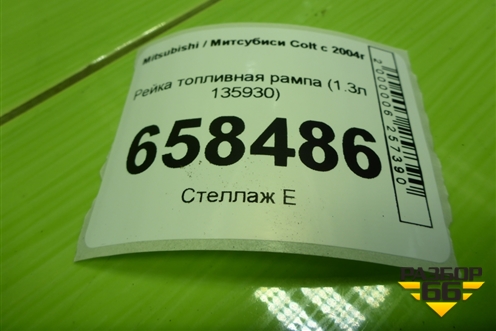 Mitsubishi / Митсубиси Colt с 2004г
Рейка топливная рампа (1.3л
135930)
658486
Стеллаж Е
2000006257390
РАЗБОР
66